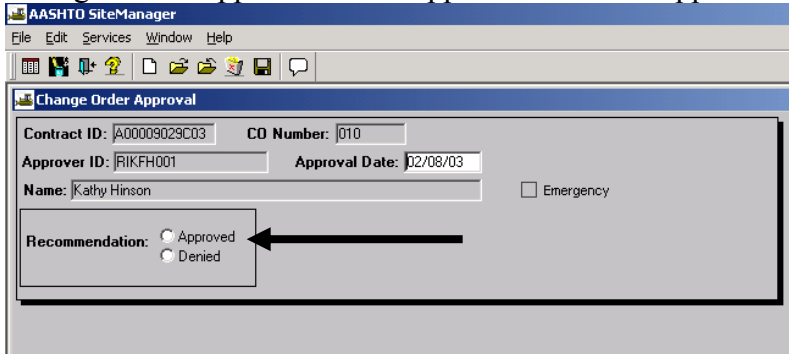 AASHTO SiteManager
File Edit Services Window Help
Change Order Approval
Contract ID: A00009029C03 CO Number: 010
Approver ID: RIKFH001 Approval Date: 02/08/03
Name: Kathy Hinson Emergency
Recommendation: Approved
Denied